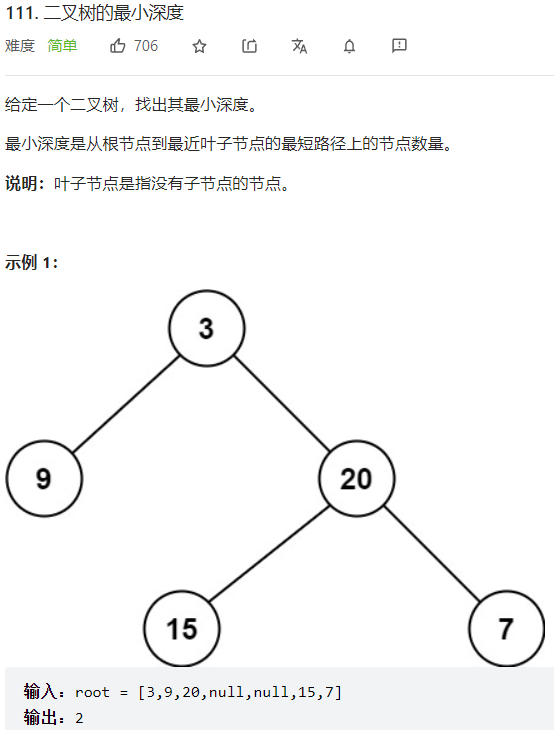 111. 二叉树的最小深度
难度 简单 706
给定一个二叉树，找出其最小深度。
最小深度是从根节点到最近叶子节点的最短路径上的节点数量。
说明：叶子节点是指没有子节点的节点。
示例 1：
3
9 20
15 7
输入：root = [3,9,20,null,null,15,7]
输出：2